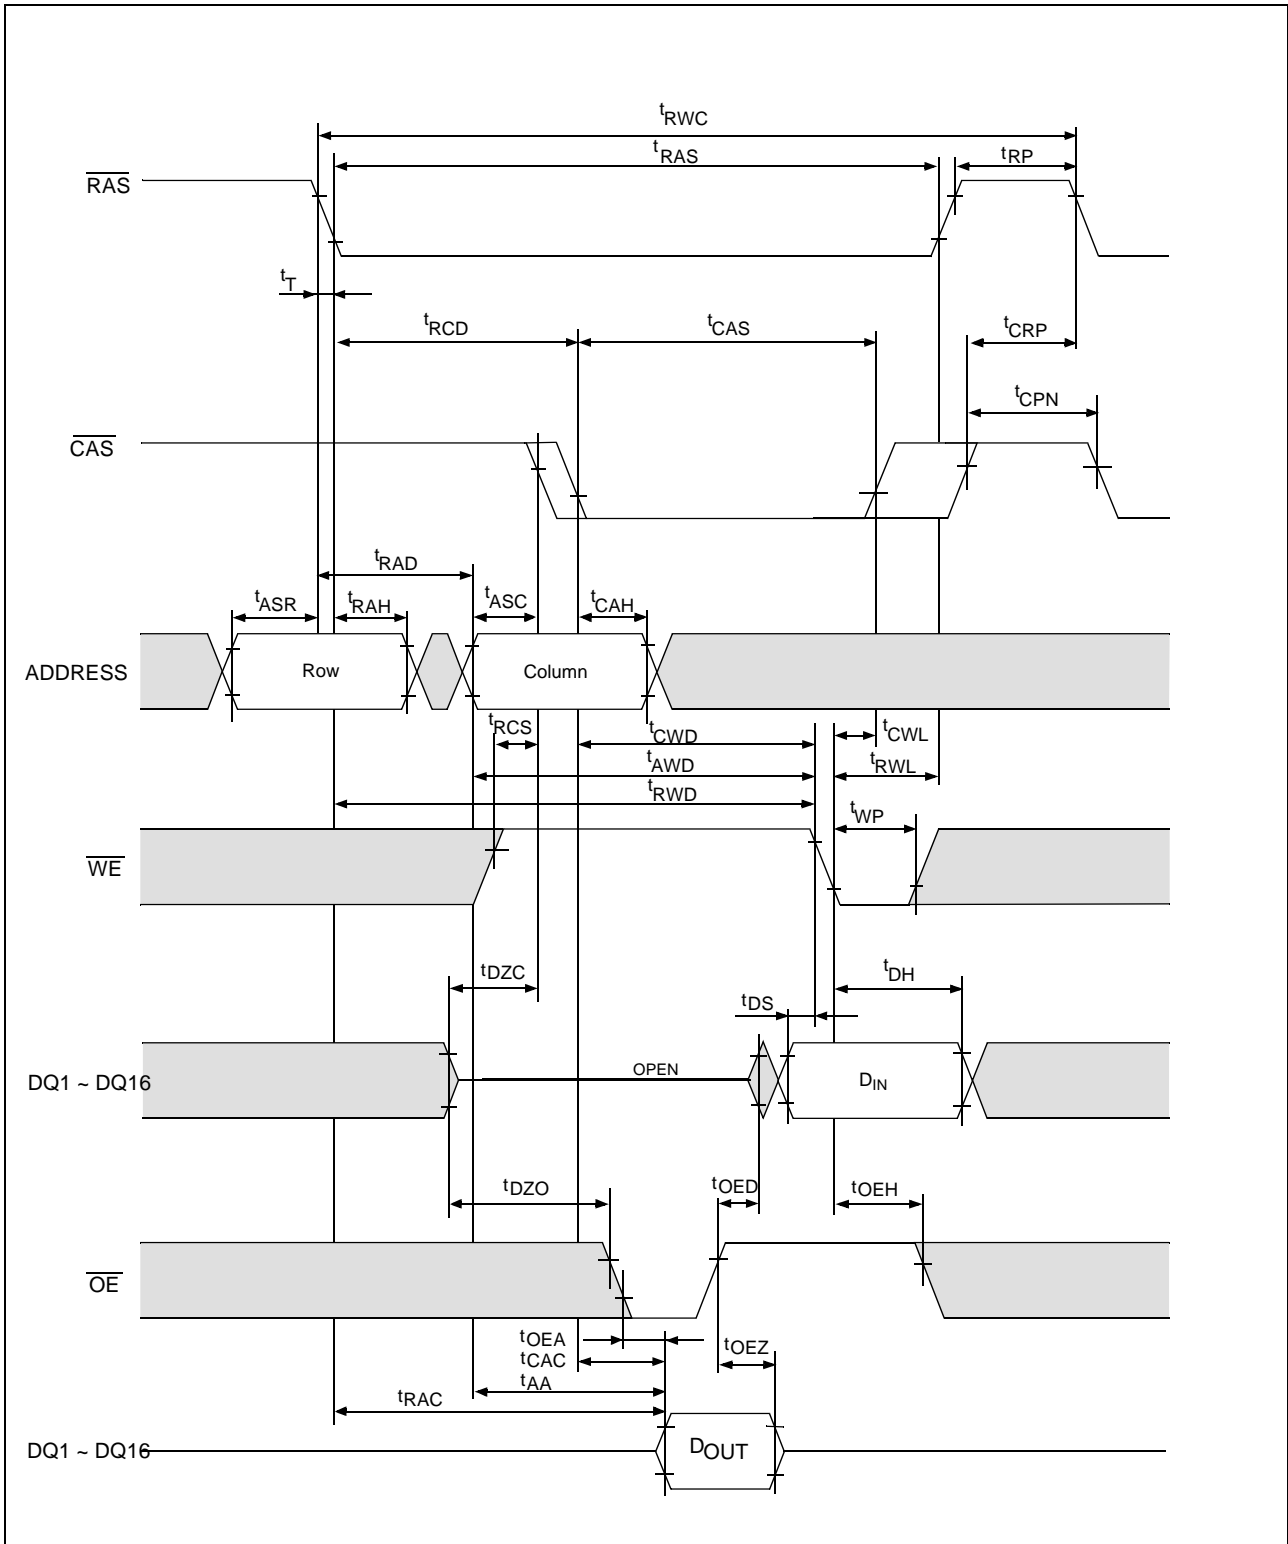 tRWC
tRAS
tRP
RAS
tT
tRCD
tCAS
tCRP
tCPN
CAS
tRAD
tASR
tRAH
tASC
tCAH
ADDRESS
Row
Column
tRCS
tCWD
tCWL
tAWD
tRWL
tRWD
tWP
WE
tDZC
tDH
tDS
DQ1 ~ DQ16
OPEN
DIN
tDZO
tOED
tOEH
OE
tOEA
tOEZ
tCAC
tAA
tRAC
DQ1 ~ DQ16
DOUT